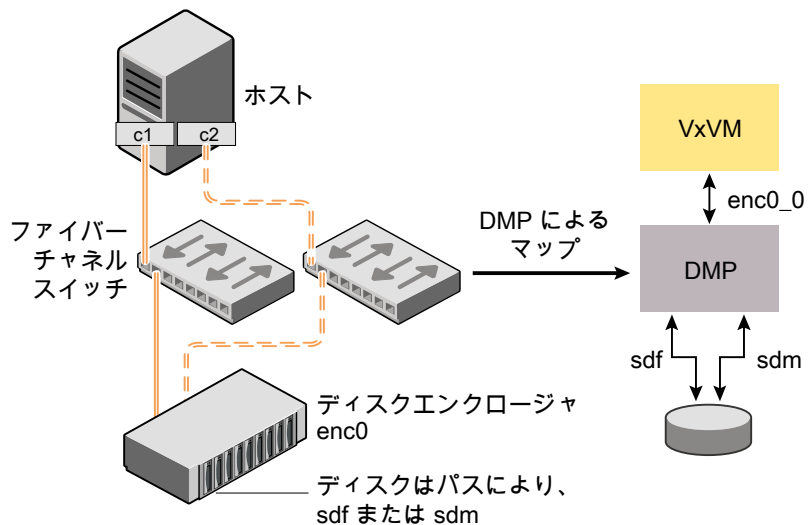 ホスト
c1
c2
VxVM
enc0_0
ファイバー
チャネル
スイッチ
DMP による
マップ
DMP
sdf
sdm
ディスクエンクロージャ
enc0
ディスクはパスにより、
sdf または sdm